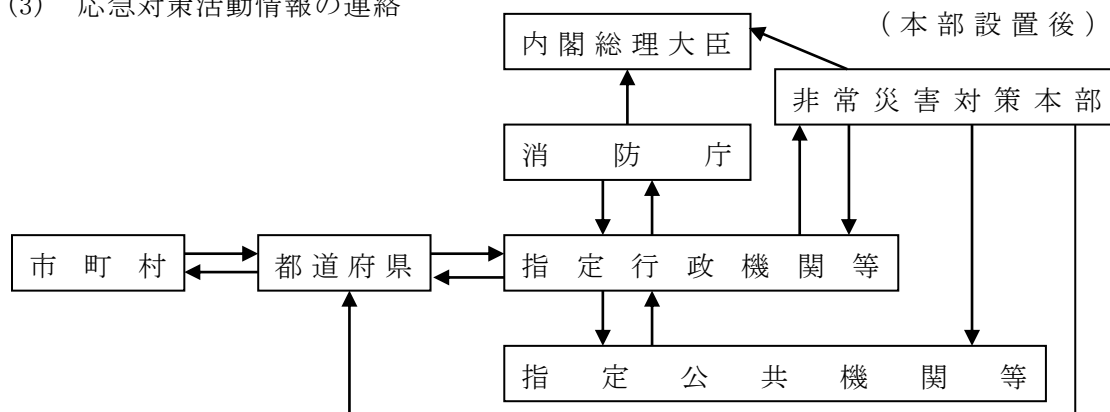 (3) 応急対策活動情報の連絡
(本部設置後)
内閣総理大臣
非常災害対策本部
消防庁
市町村
都道府県
指定行政機関等
指定公共機関等